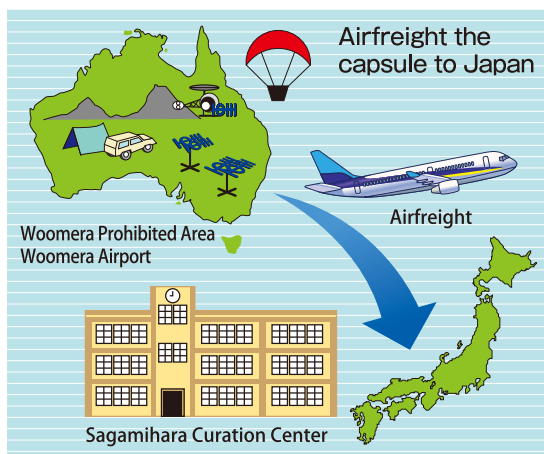 Airfreight the
capsule to Japan
Airfreight
Woomera Prohibited Area
Woomera Airport
Sagamihara Curation Center